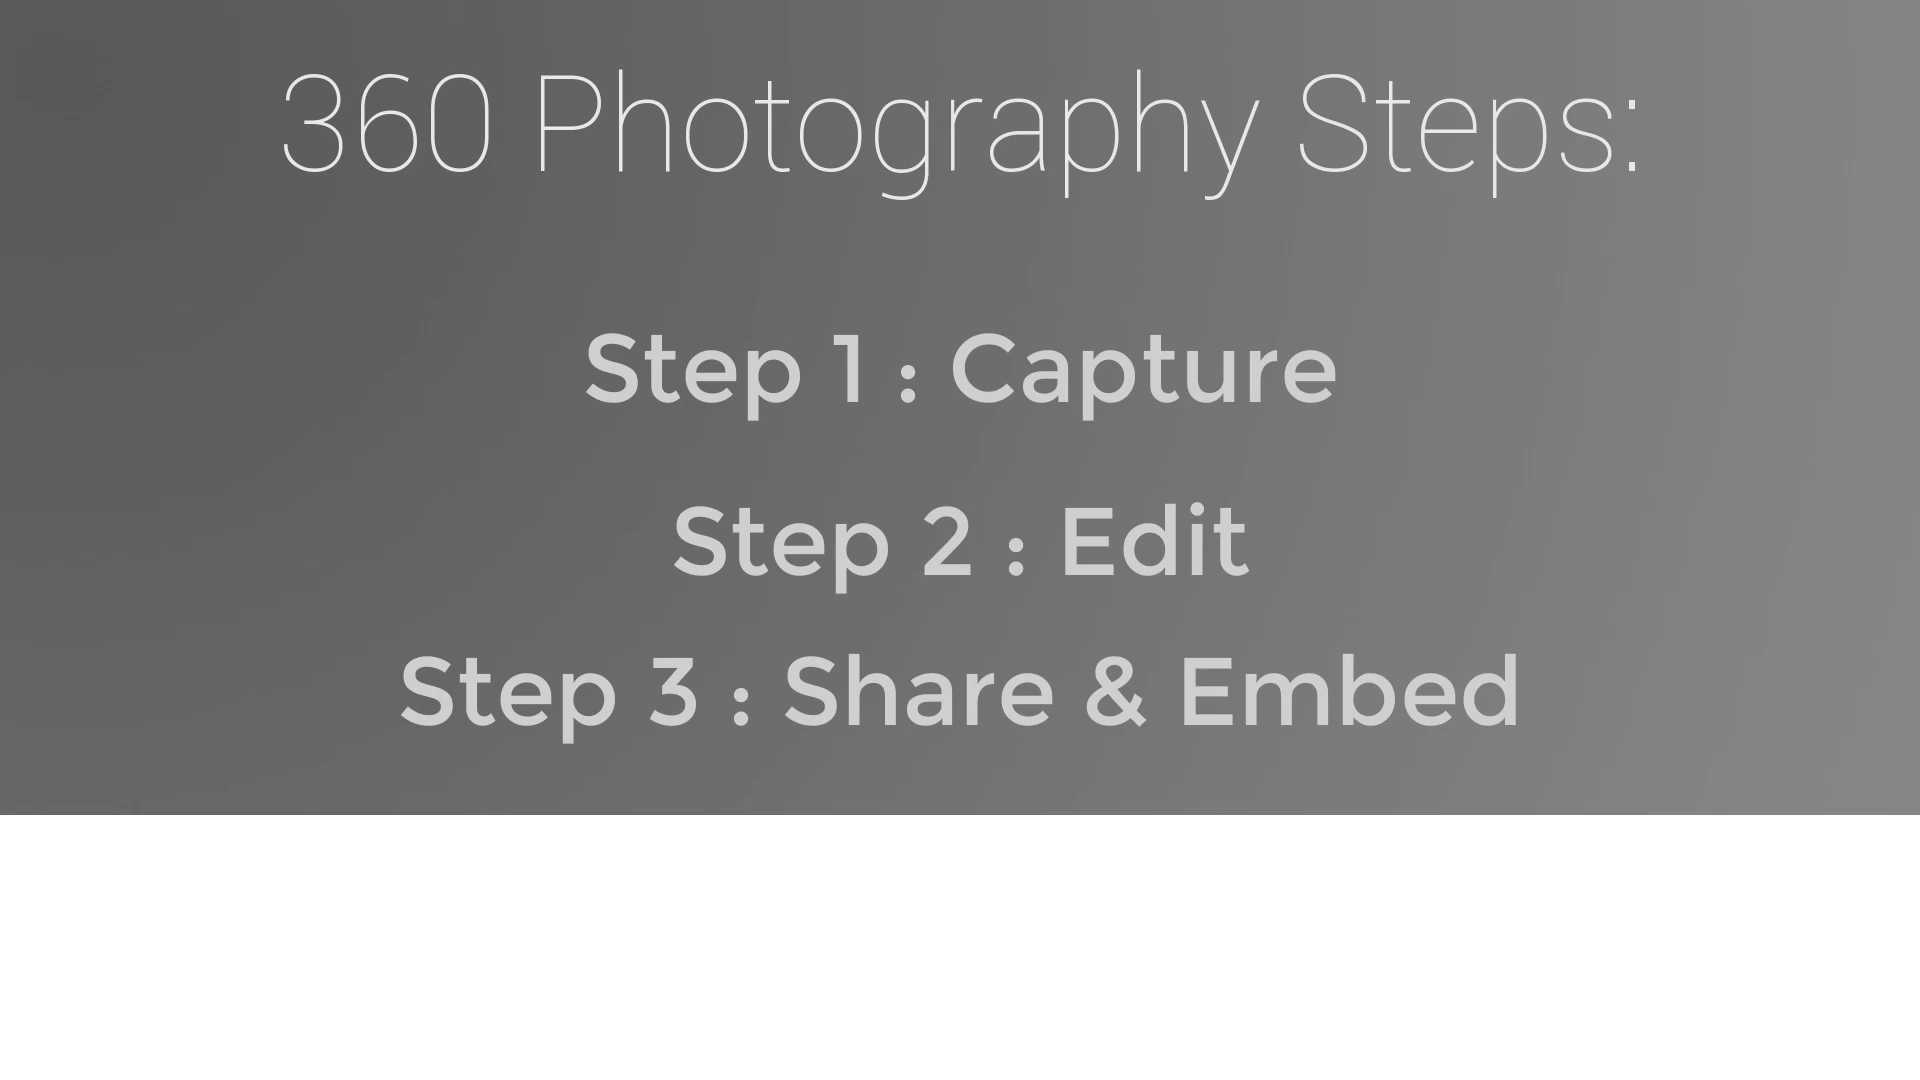 360 Photography Steps:
Step 1 : Capture
Step 2 : Edit
Step 3 : Share & Embed